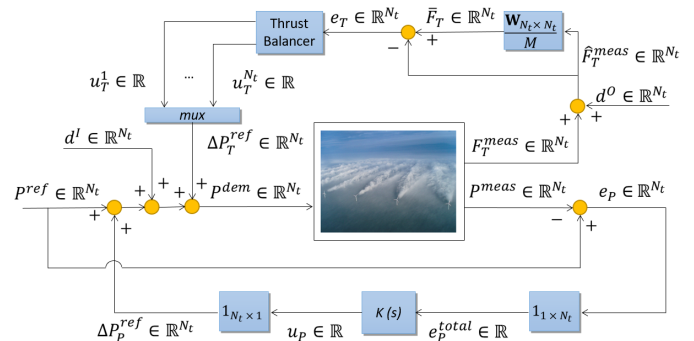 Thrust Balancer
e_T ∈ ℝ^{N_t}
F̄_T ∈ ℝ^{N_t}
W_{N_t × N_t}
M
−
+
F̂_T^{meas} ∈ ℝ^{N_t}
u_T^1 ∈ ℝ
...
u_T^{N_t} ∈ ℝ
d^O ∈ ℝ^{N_t}
mux
+
+
d^I ∈ ℝ^{N_t}
ΔP_T^{ref} ∈ ℝ^{N_t}
F_T^{meas} ∈ ℝ^{N_t}
P^{ref} ∈ ℝ^{N_t}
+
+
+
+
+
P^{dem} ∈ ℝ^{N_t}
P^{meas} ∈ ℝ^{N_t}
e_P ∈ ℝ^{N_t}
+
−
+
1_{N_t × 1}
K(s)
1_{1 × N_t}
ΔP_P^{ref} ∈ ℝ^{N_t}
u_P ∈ ℝ
e_P^{total} ∈ ℝ